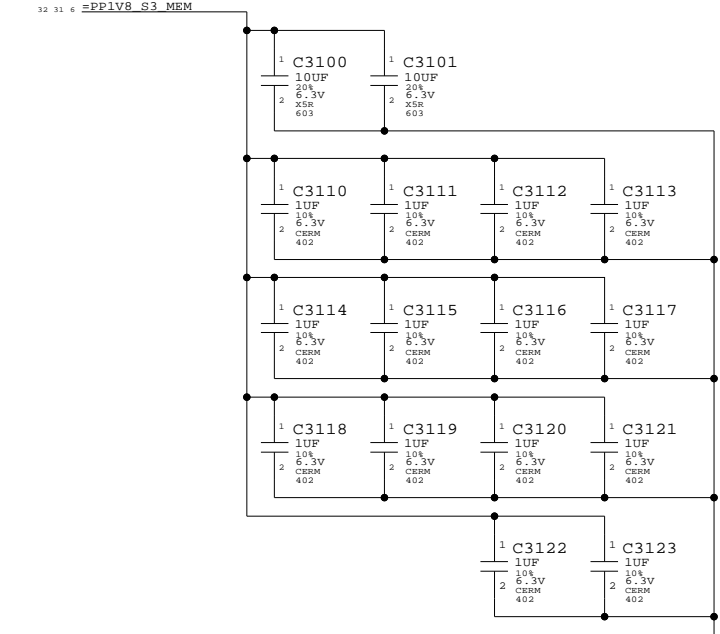 32 31 6 =PP1V8_S3_MEM
1 C3100 1 C3101
10UF 10UF
20% 20%
6.3V 6.3V
2 X5R 2 X5R
603 603
1 C3110 1 C3111 1 C3112 1 C3113
1UF 1UF 1UF 1UF
10% 10% 10% 10%
6.3V 6.3V 6.3V 6.3V
2 CERM 2 CERM 2 CERM 2 CERM
402 402 402 402
1 C3114 1 C3115 1 C3116 1 C3117
1UF 1UF 1UF 1UF
10% 10% 10% 10%
6.3V 6.3V 6.3V 6.3V
2 CERM 2 CERM 2 CERM 2 CERM
402 402 402 402
1 C3118 1 C3119 1 C3120 1 C3121
1UF 1UF 1UF 1UF
10% 10% 10% 10%
6.3V 6.3V 6.3V 6.3V
2 CERM 2 CERM 2 CERM 2 CERM
402 402 402 402
1 C3122 1 C3123
1UF 1UF
10% 10%
6.3V 6.3V
2 CERM 2 CERM
402 402